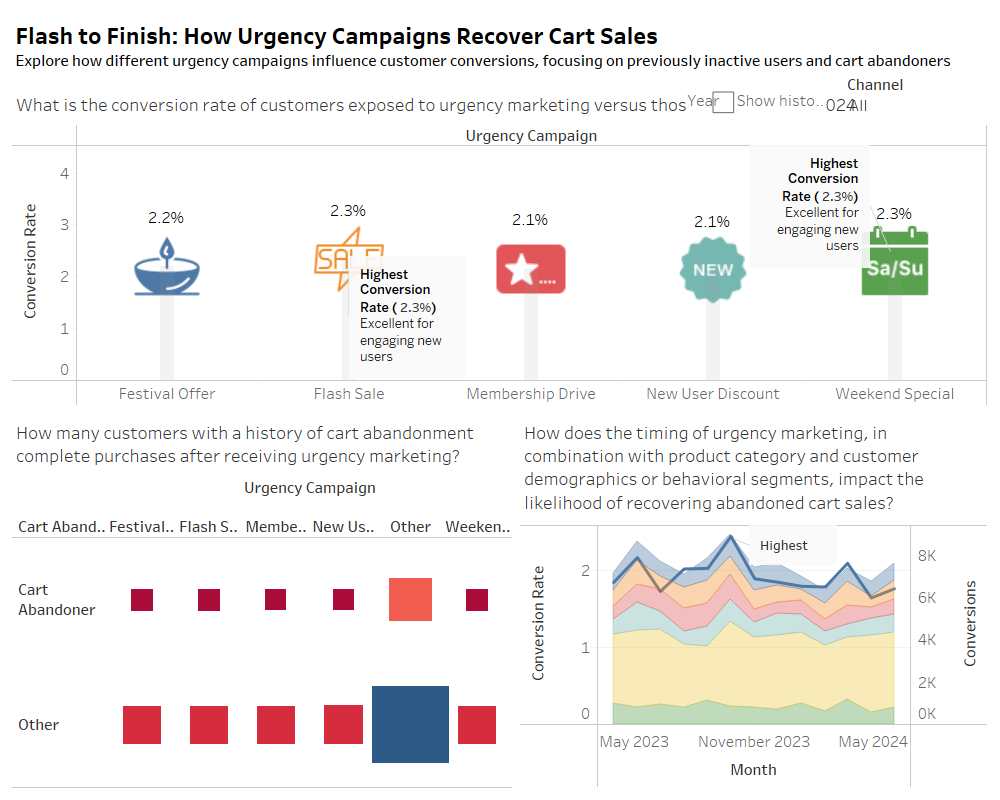 Flash to Finish: How Urgency Campaigns Recover Cart Sales
Explore how different urgency campaigns influence customer conversions, focusing on previously inactive users and cart abandoners
What is the conversion rate of customers exposed to urgency marketing versus thos
Year
Show histo..
024
Channel
All
Urgency Campaign
Conversion Rate
4
3
2
1
0
2.2%
2.3%
2.1%
2.1%
2.3%
SALE
NEW
Sa/Su
Highest
Conversion
Rate ( 2.3%)
Excellent for
engaging new
users
Highest
Conversion
Rate ( 2.3%)
Excellent for
engaging new
users
Festival Offer
Flash Sale
Membership Drive
New User Discount
Weekend Special
How many customers with a history of cart abandonment
complete purchases after receiving urgency marketing?
Urgency Campaign
Cart Aband.. Festival.. Flash S.. Membe.. New Us.. Other Weeken..
Cart
Abandoner
Other
How does the timing of urgency marketing, in
combination with product category and customer
demographics or behavioral segments, impact the
likelihood of recovering abandoned cart sales?
Highest
Conversion Rate
2
1
0
8K
6K
4K
2K
0K
Conversions
May 2023
November 2023
May 2024
Month